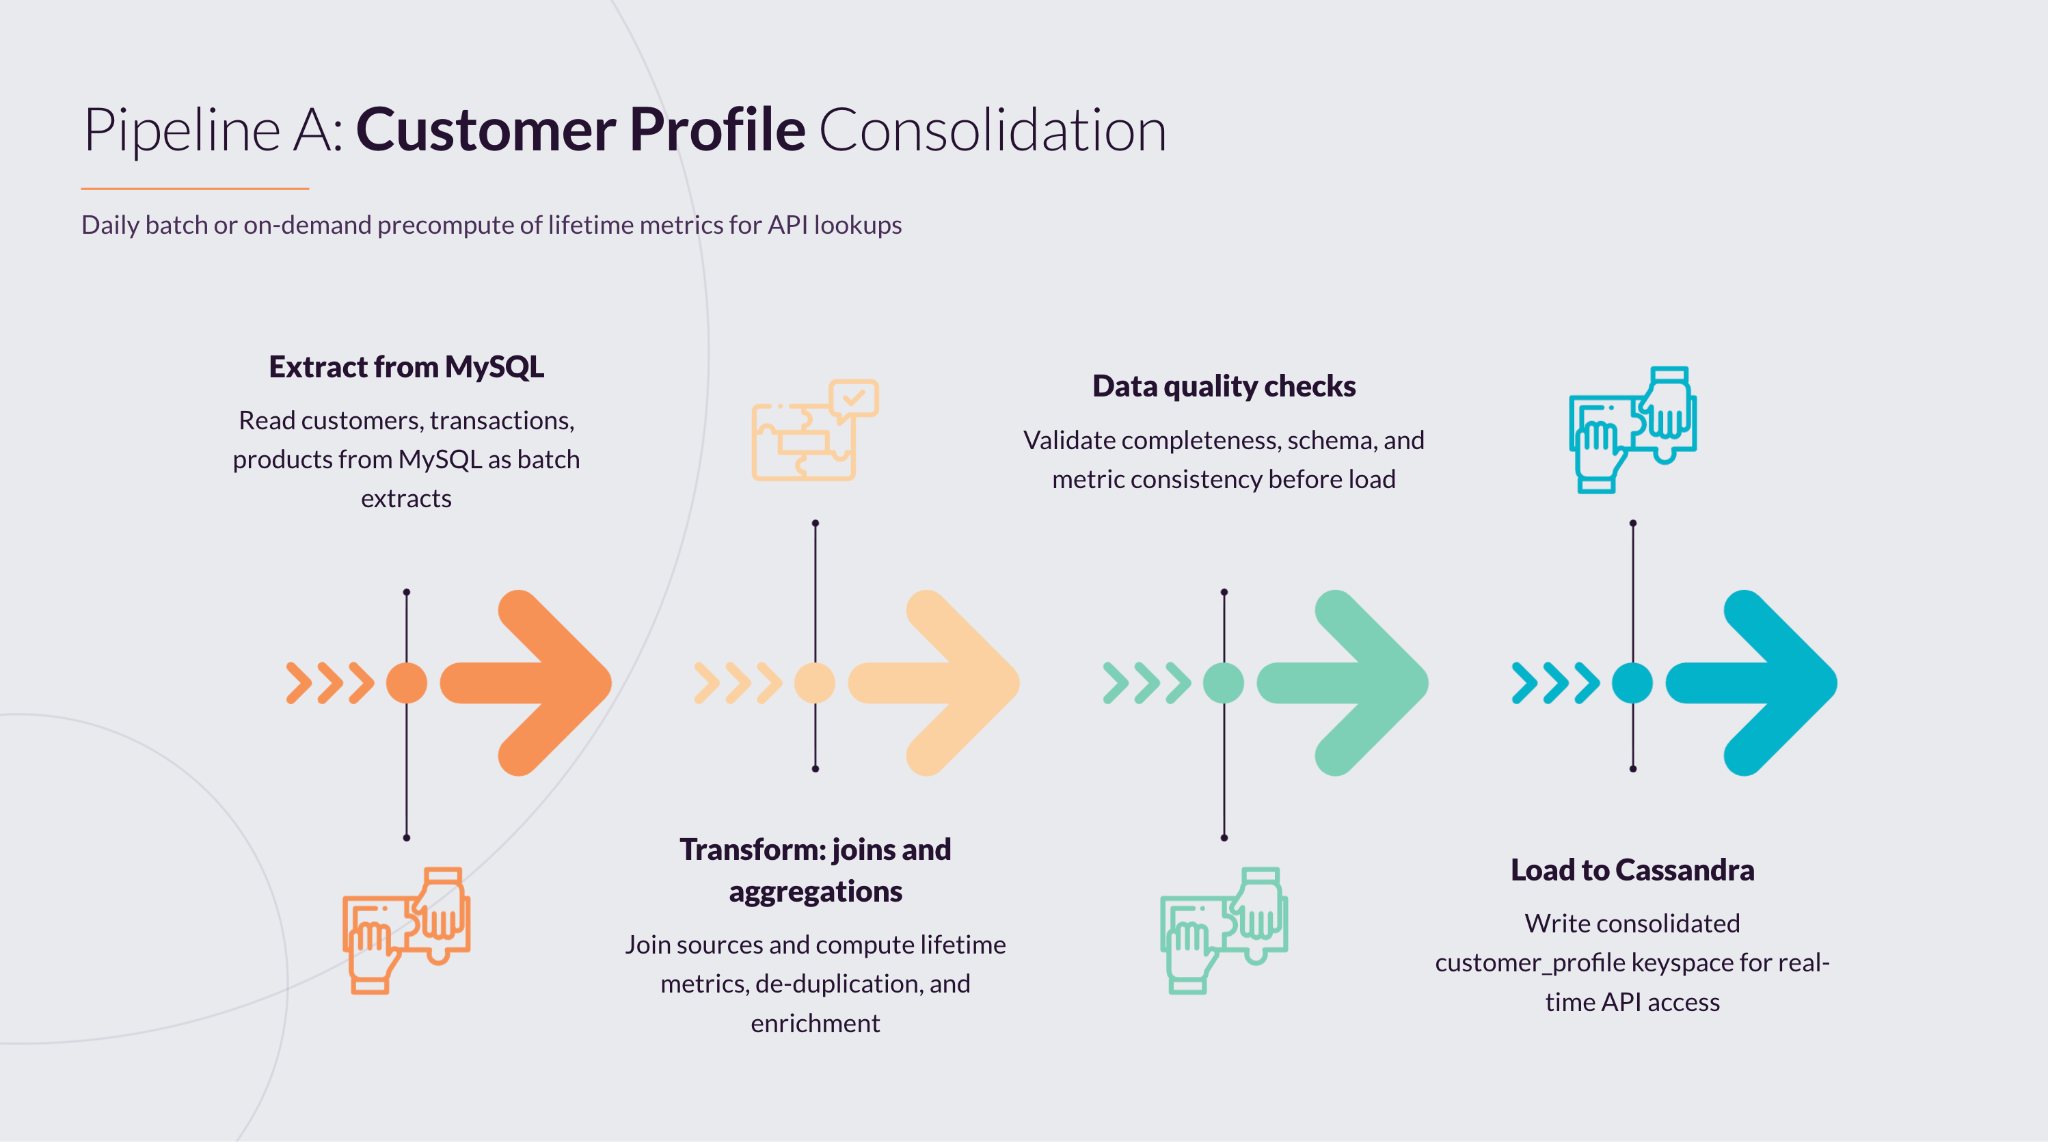 Pipeline A: Customer Profile Consolidation
Daily batch or on-demand precompute of lifetime metrics for API lookups
Extract from MySQL
Read customers, transactions,
products from MySQL as batch
extracts
Transform: joins and
aggregations
Join sources and compute lifetime
metrics, de-duplication, and
enrichment
Data quality checks
Validate completeness, schema, and
metric consistency before load
Load to Cassandra
Write consolidated
customer_profile keyspace for real-
time API access